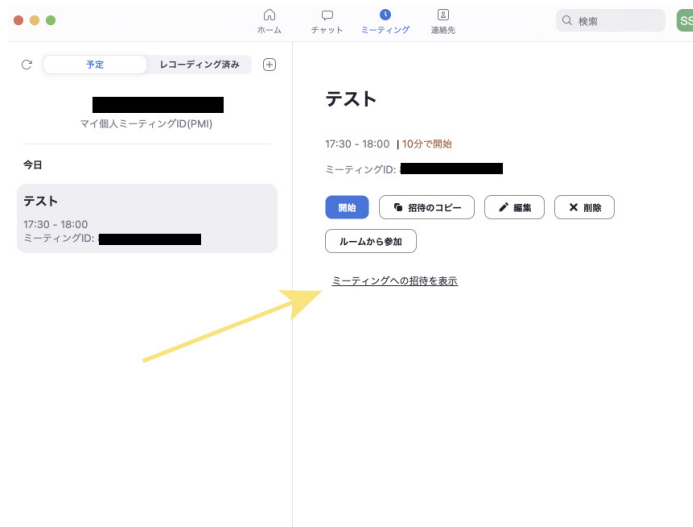 ホーム
チャット
ミーティング
連絡先
検索
SS
予定
レコーディング済み
マイ個人ミーティングID(PMI)
今日
テスト
17:30 - 18:00
ミーティングID:
テスト
17:30 - 18:00 | 10分で開始
ミーティングID:
開始
招待のコピー
編集
削除
ルームから参加
ミーティングへの招待を表示